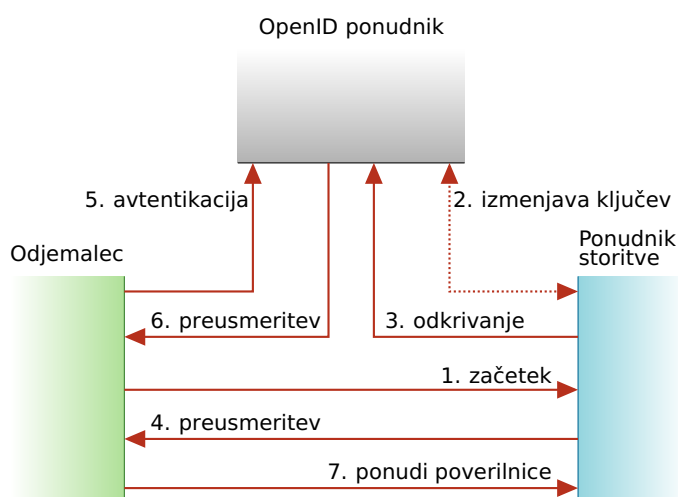 OpenID ponudnik
5. avtentikacija
2. izmenjava ključev
Odjemalec
Ponudnik
storitve
6. preusmeritev
3. odkrivanje
1. začetek
4. preusmeritev
7. ponudi poverilnice